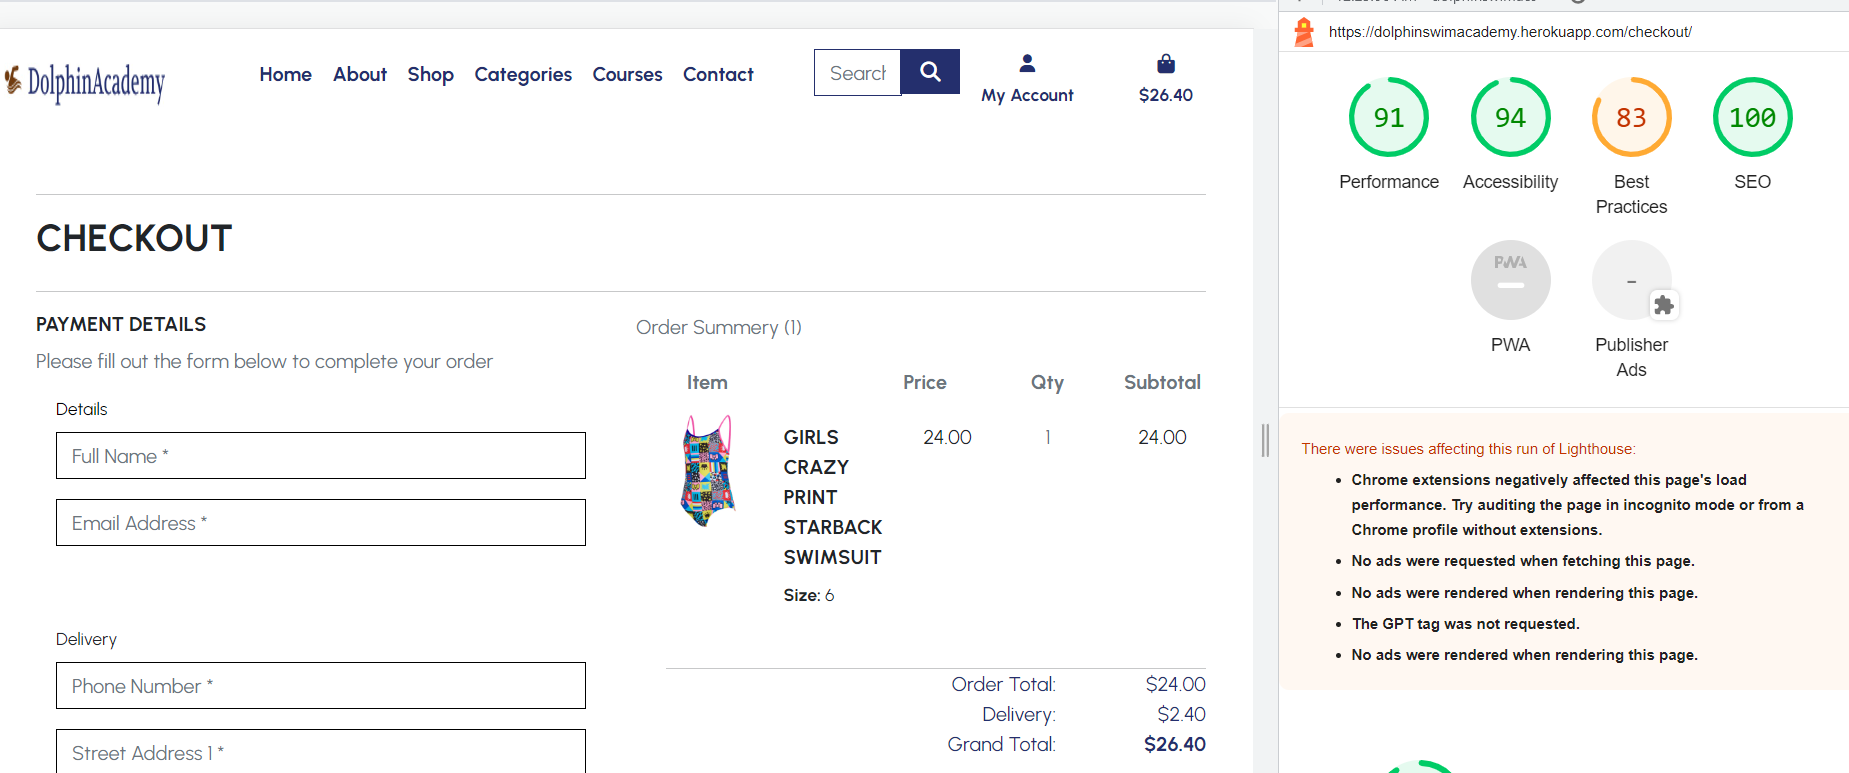 DolphinAcademy
Home About Shop Categories Courses Contact
Search
My Account
$26.40
CHECKOUT
PAYMENT DETAILS
Please fill out the form below to complete your order
Details
Full Name *
Email Address *
Delivery
Phone Number *
Street Address 1 *
Order Summery (1)
Item Price Qty Subtotal
GIRLS 24.00 1 24.00
CRAZY
PRINT
STARBACK
SWIMSUIT
Size: 6
Order Total: $24.00
Delivery: $2.40
Grand Total: $26.40
https://dolphinswimacademy.herokuapp.com/checkout/
91 94 83 100
Performance Accessibility Best SEO
Practices
PWA
-
PWA Publisher
Ads
There were issues affecting this run of Lighthouse:
• Chrome extensions negatively affected this page's load
performance. Try auditing the page in incognito mode or from a
Chrome profile without extensions.
• No ads were requested when fetching this page.
• No ads were rendered when rendering this page.
• The GPT tag was not requested.
• No ads were rendered when rendering this page.